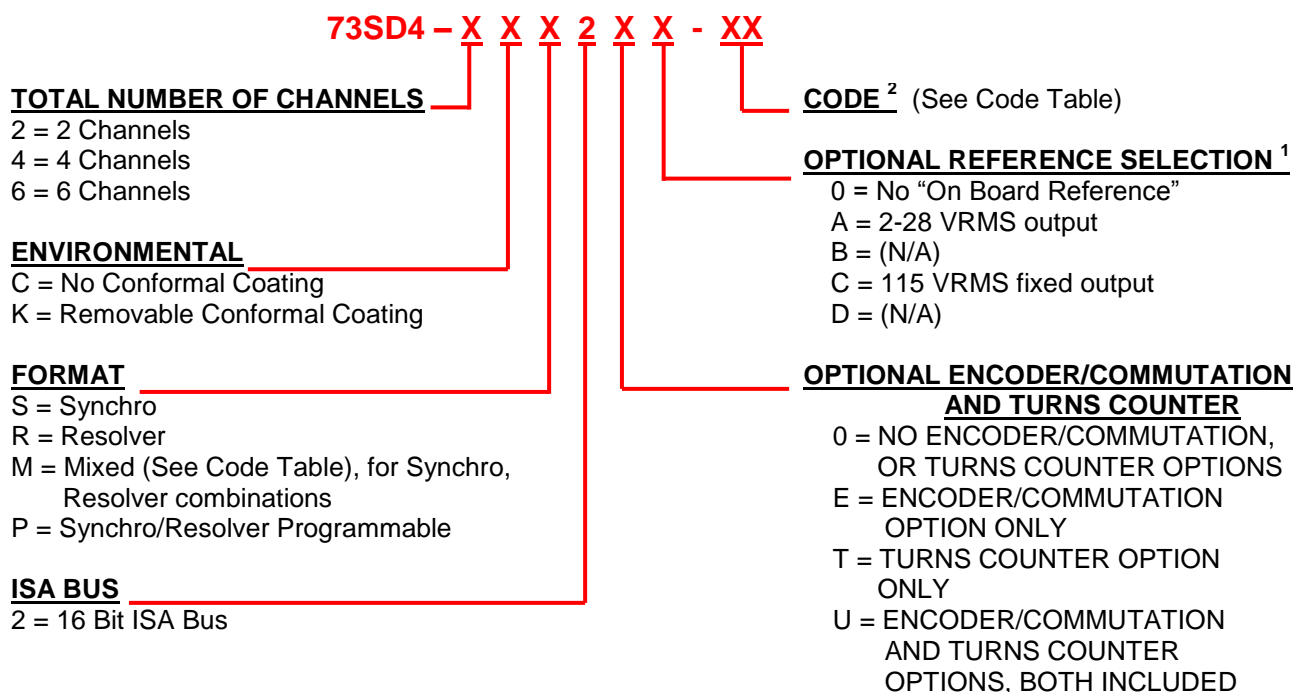 73SD4 – X X X 2 X X - XX
TOTAL NUMBER OF CHANNELS
2 = 2 Channels
4 = 4 Channels
6 = 6 Channels
ENVIRONMENTAL
C = No Conformal Coating
K = Removable Conformal Coating
FORMAT
S = Synchro
R = Resolver
M = Mixed (See Code Table), for Synchro,
Resolver combinations
P = Synchro/Resolver Programmable
ISA BUS
2 = 16 Bit ISA Bus
CODE ² (See Code Table)
OPTIONAL REFERENCE SELECTION ¹
0 = No “On Board Reference”
A = 2-28 VRMS output
B = (N/A)
C = 115 VRMS fixed output
D = (N/A)
OPTIONAL ENCODER/COMMUTATION
AND TURNS COUNTER
0 = NO ENCODER/COMMUTATION,
OR TURNS COUNTER OPTIONS
E = ENCODER/COMMUTATION
OPTION ONLY
T = TURNS COUNTER OPTION
ONLY
U = ENCODER/COMMUTATION
AND TURNS COUNTER
OPTIONS, BOTH INCLUDED